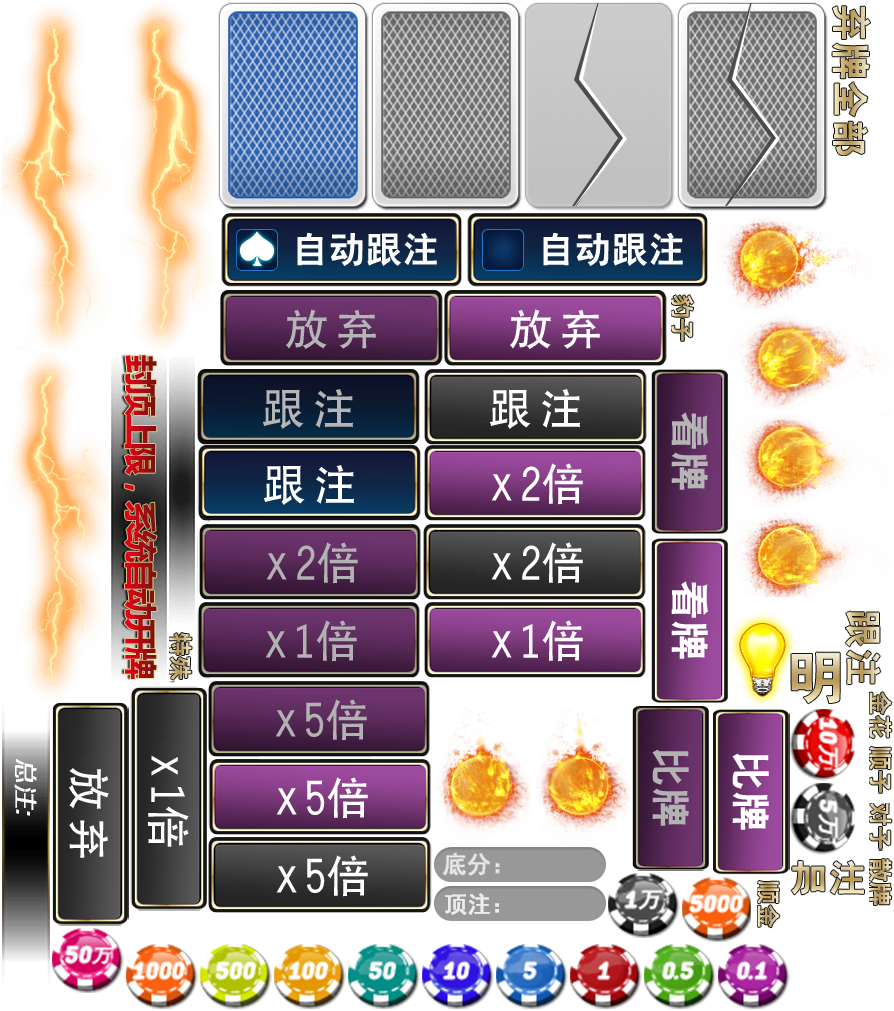 弃牌全部
自动跟注
自动跟注
放弃
放弃
豹子
封顶上限，系统自动开牌
跟注
跟注
看牌
跟注
x2倍
x2倍
x2倍
看牌
x1倍
x1倍
特殊
跟注
明
金花
顺子
对子
散牌
x5倍
x5倍
x5倍
总注:
放弃
x1倍
比牌
比牌
10万
5万
加注
底分:
顶注:
1万
5000
顺金
50万
1000
500
100
50
10
5
1
0.5
0.1